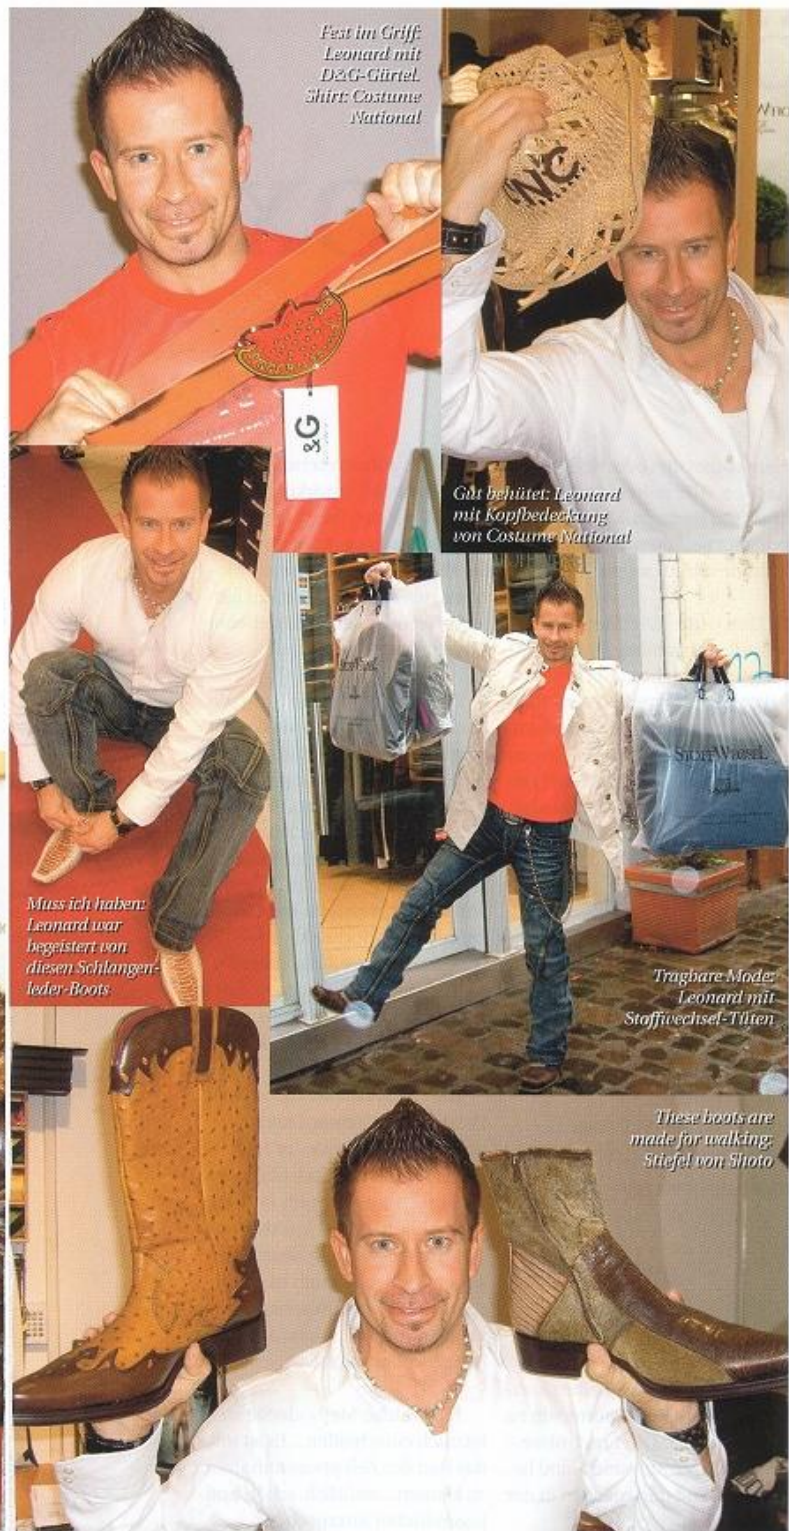 Fest im Griff:
Leonard mit
D&G-Gürtel.
Shirt: Costume
National
&G
NC
Gut behütet: Leonard
mit Kopfbedeckung
von Costume National
Muss ich haben:
Leonard war
begeistert von
diesen Schlangen-
leder-Boots
StoffWechseL
Tragbare Mode:
Leonard mit
Stoffwechsel-Tüten
These boots are
made for walking:
Stiefel von Shoto